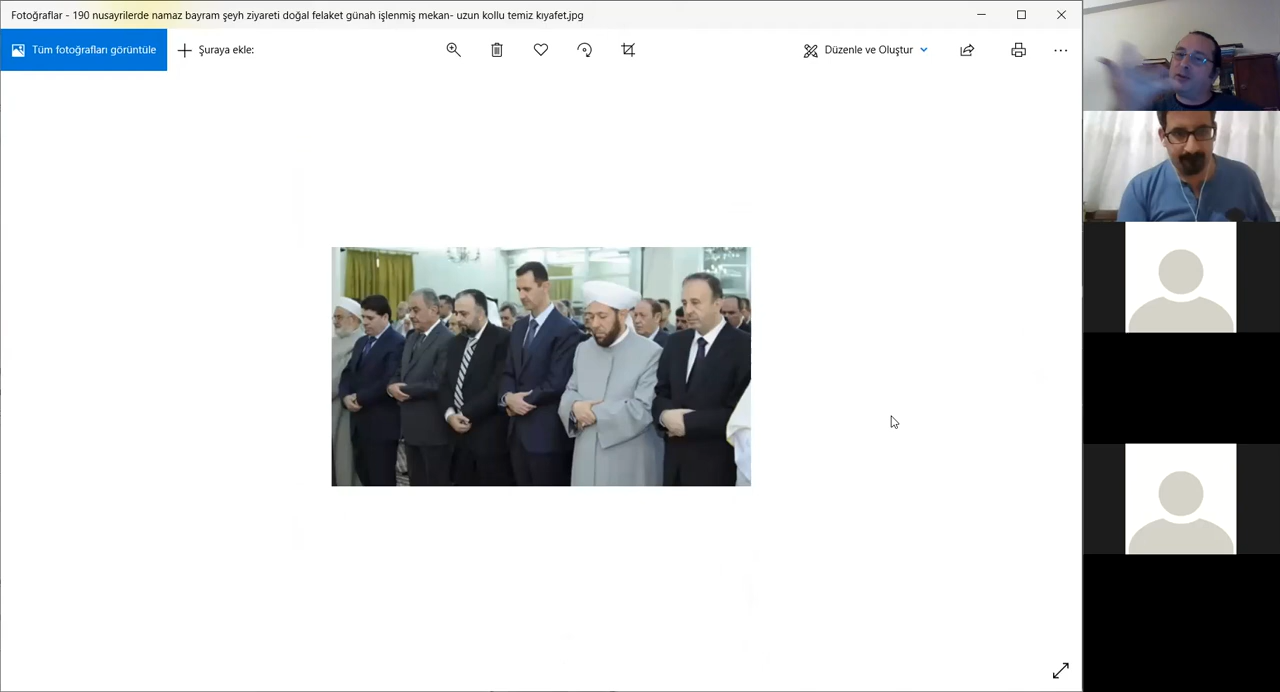 Fotoğraflar - 190 nusayrilerde namaz bayram şeyh ziyareti doğal felaket günah işlenmiş mekan- uzun kollu temiz kıyafet.jpg
Tüm fotoğrafları görüntüle
Şuraya ekle:
Düzenle ve Oluştur